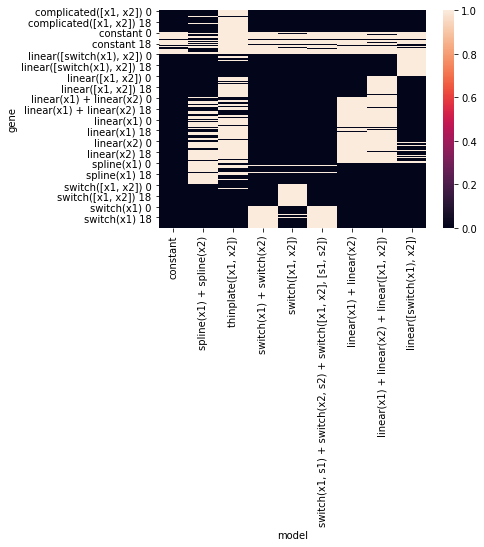 complicated([x1, x2]) 0
complicated([x1, x2]) 18
constant 0
constant 18
linear([switch(x1), x2]) 0
linear([switch(x1), x2]) 18
linear([x1, x2]) 0
linear([x1, x2]) 18
linear(x1) + linear(x2) 0
linear(x1) + linear(x2) 18
linear(x1) 0
linear(x1) 18
linear(x2) 0
linear(x2) 18
spline(x1) 0
spline(x1) 18
switch([x1, x2]) 0
switch([x1, x2]) 18
switch(x1) 0
switch(x1) 18
gene
constant
spline(x1) + spline(x2)
thinplate([x1, x2])
switch(x1) + switch(x2)
switch([x1, x2])
switch(x1, s1) + switch(x2, s2) + switch([x1, x2], [s1, s2])
linear(x1) + linear(x2)
linear(x1) + linear(x2) + linear([x1, x2])
linear([switch(x1), x2])
model
1.0
0.8
0.6
0.4
0.2
0.0